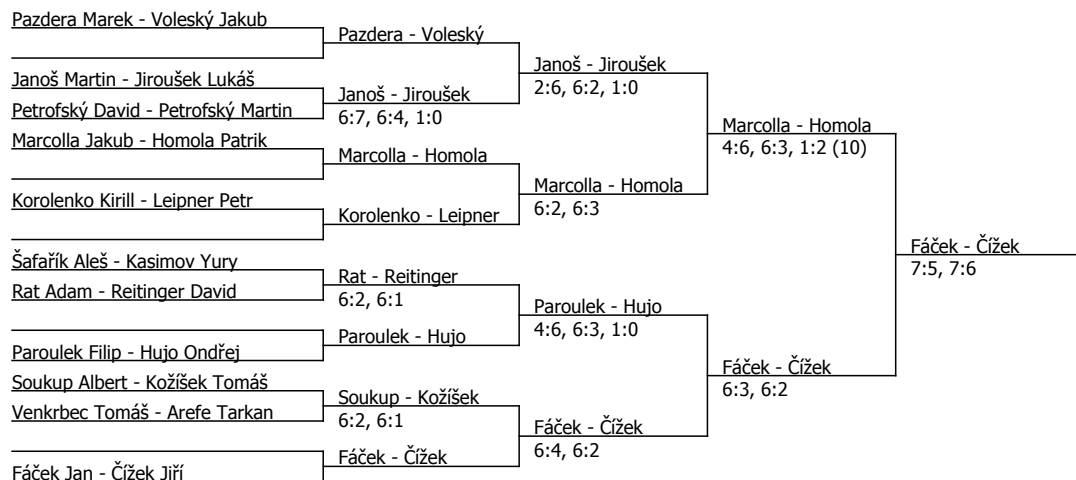 Pazdera Marek - Voleský Jakub
Pazdera - Voleský
Janoš - Jiroušek
2:6, 6:2, 1:0
Janoš Martin - Jiroušek Lukáš
Janoš - Jiroušek
6:7, 6:4, 1:0
Petrofský David - Petrofský Martin
Marcolla - Homola
4:6, 6:3, 1:2 (10)
Marcolla Jakub - Homola Patrik
Marcolla - Homola
Marcolla - Homola
6:2, 6:3
Korolenko Kirill - Leipner Petr
Korolenko - Leipner
Fáček - Čížek
7:5, 7:6
Šafařík Aleš - Kasimov Yury
Rat - Reitinger
6:2, 6:1
Rat Adam - Reitinger David
Paroulek - Hujo
4:6, 6:3, 1:0
Paroulek - Hujo
Paroulek Filip - Hujo Ondřej
Fáček - Čížek
6:3, 6:2
Soukup Albert - Kožíšek Tomáš
Soukup - Kožíšek
6:2, 6:1
Venkrbec Tomáš - Arefe Tarkan
Fáček - Čížek
6:4, 6:2
Fáček - Čížek
Fáček Jan - Čížek Jiří